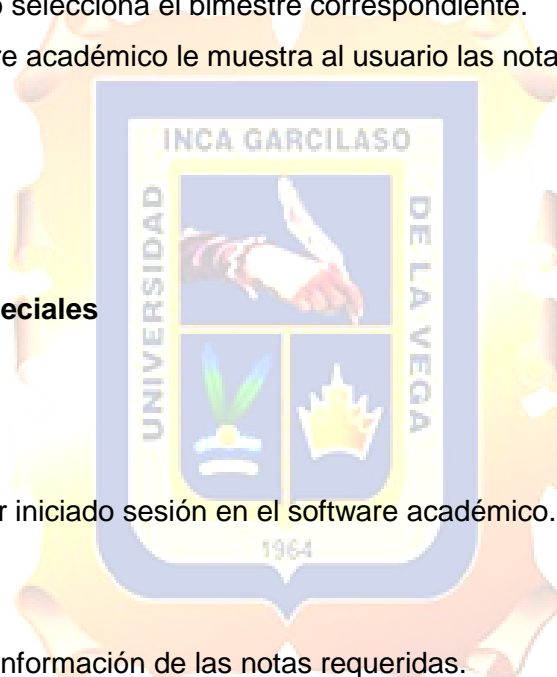 o selecciona el bimestre correspondiente.
re académico le muestra al usuario las nota
INCA GARCILASO
UNIVERSIDAD
DE LA VEGA
eciales
r iniciado sesión en el software académico.
1964
nformación de las notas requeridas.